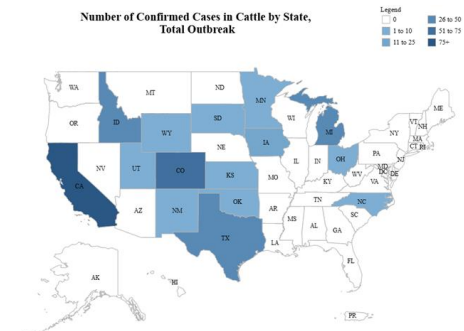 Number of Confirmed Cases in Cattle by State,
Total Outbreak
Legend
0
1 to 10
11 to 25
26 to 50
51 to 75
75+
WA
MT
ND
MN
ME
OR
ID
SD
WI
MI
VT
NH
NY
MA
CT
RI
WY
IA
NE
PA
NJ
NV
UT
CO
IL
IN
OH
MD
DE
DC
CA
KS
MO
WV
VA
KY
AZ
NM
OK
AR
TN
NC
SC
TX
LA
MS
AL
GA
FL
AK
HI
PR